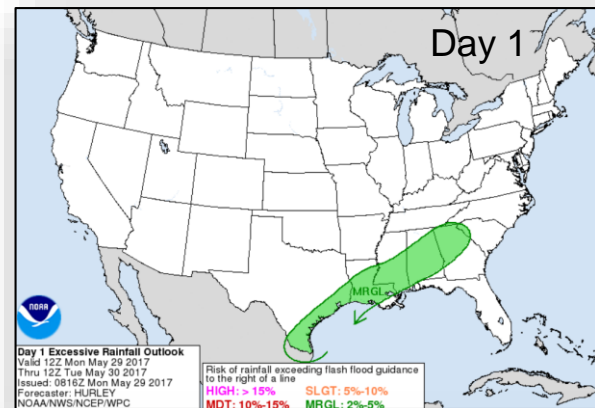 Day 1
MRGL
NOAA
Day 1 Excessive Rainfall Outlook
Valid 12Z Mon May 29 2017
Thru 12Z Tue May 30 2017
Issued: 0816Z Mon May 29 2017
Forecaster: HURLEY
NOAA/NWS/NCEP/WPC
Risk of rainfall exceeding flash flood guidance
to the right of a line
HIGH: > 15% SLGT: 5%-10%
MDT: 10%-15% MRGL: 2%-5%